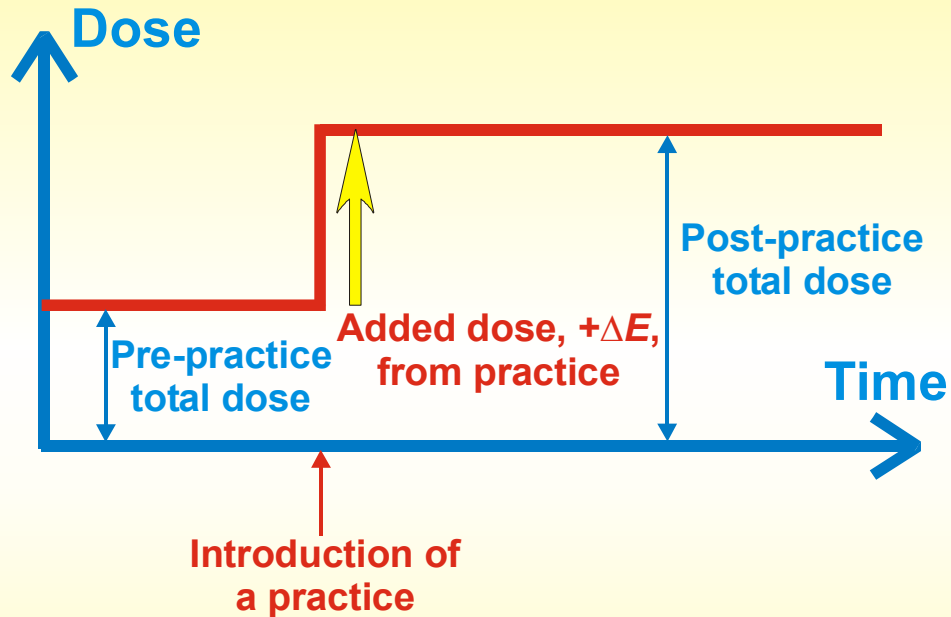 Dose
Post-practice
total dose
Added dose, +ΔE,
from practice
Pre-practice
total dose
Time
Introduction of
a practice